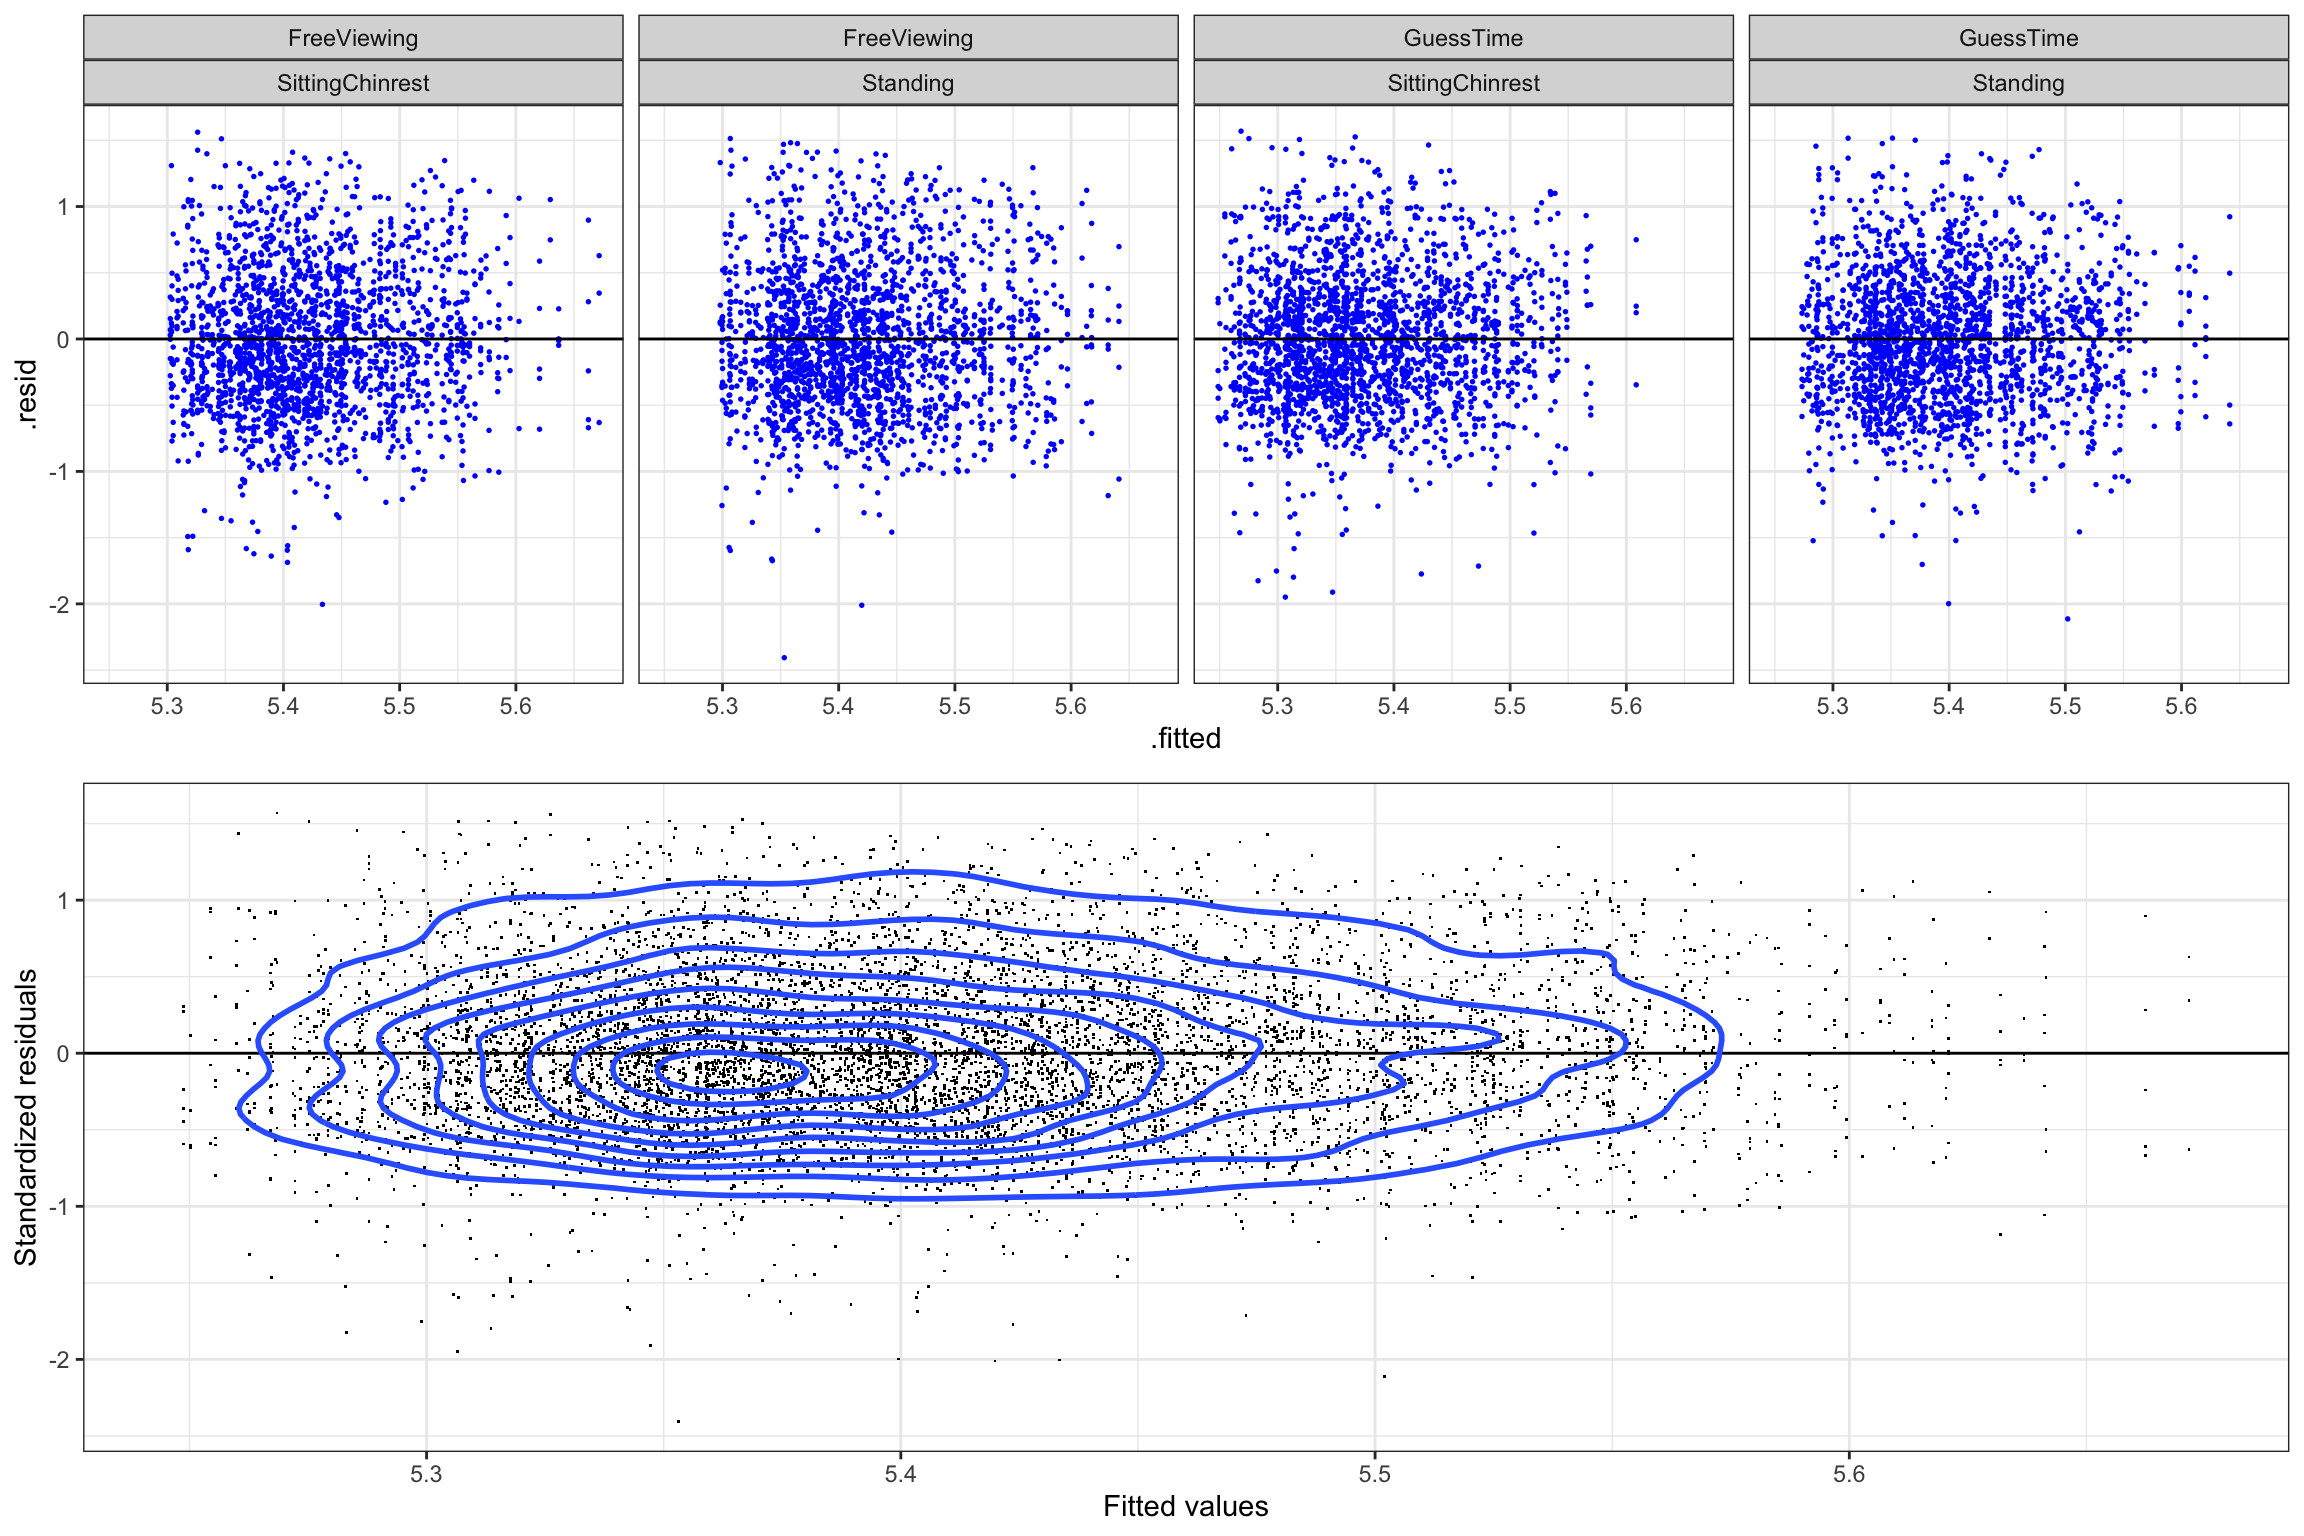 FreeViewing FreeViewing GuessTime GuessTime
SittingChinrest Standing SittingChinrest Standing
.resid
1
0
-1
-2
5.3 5.4 5.5 5.6 5.3 5.4 5.5 5.6 5.3 5.4 5.5 5.6 5.3 5.4 5.5 5.6
.fitted
Standardized residuals
1
0
-1
-2
5.3 5.4 5.5 5.6
Fitted values